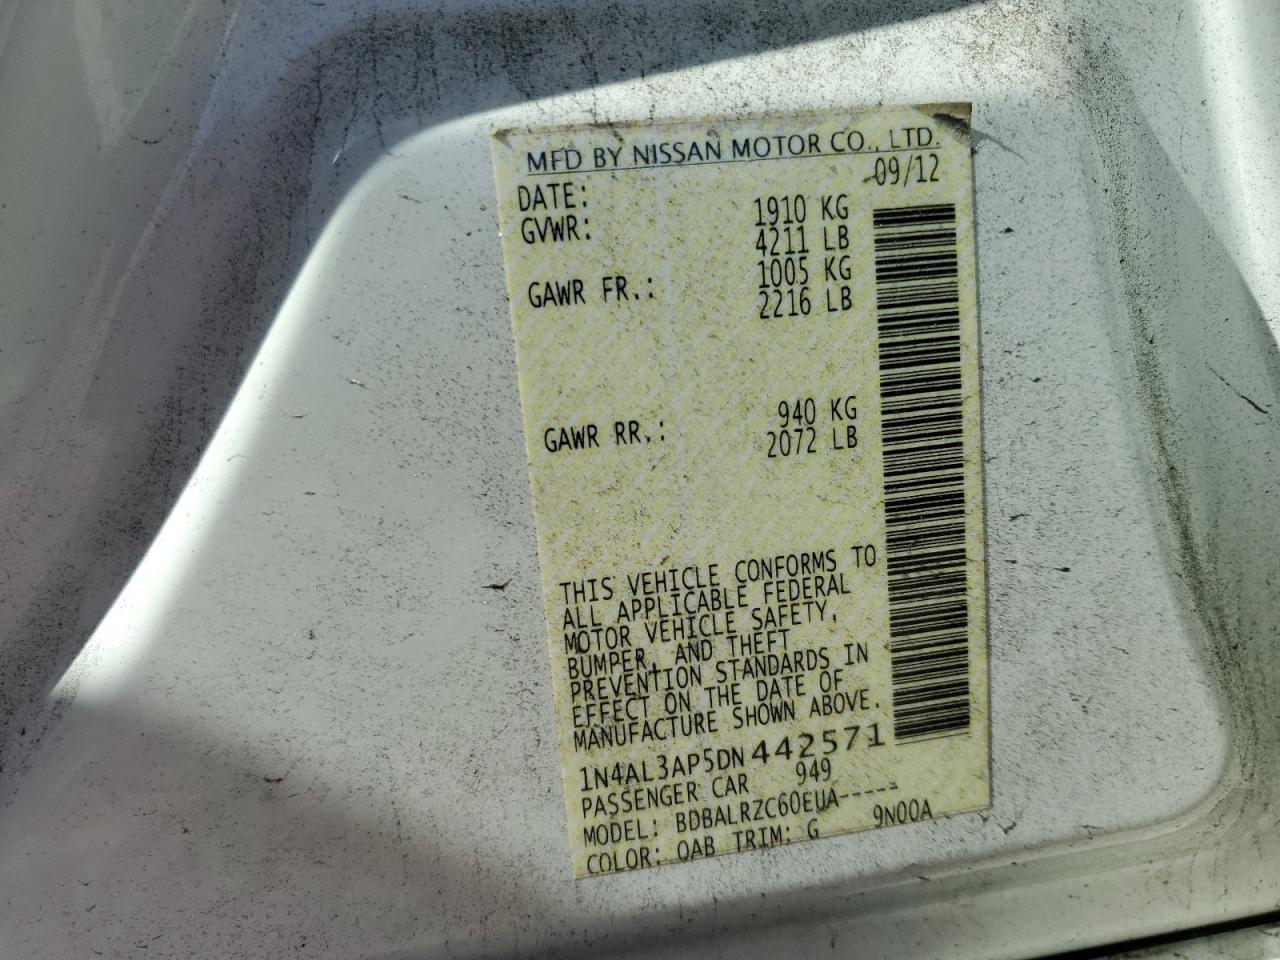 MFD BY NISSAN MOTOR CO., LTD.
DATE: 09/12
GVWR: 1910 KG
4211 LB
GAWR FR.: 1005 KG
2216 LB
GAWR RR.: 940 KG
2072 LB
THIS VEHICLE CONFORMS TO
ALL APPLICABLE FEDERAL
MOTOR VEHICLE SAFETY,
BUMPER, AND THEFT
PREVENTION STANDARDS IN
EFFECT ON THE DATE OF
MANUFACTURE SHOWN ABOVE.
1N4AL3AP5DN442571
PASSENGER CAR 949
MODEL: BDBALRZC60EUA-----
COLOR: QAB TRIM: G 9N00A